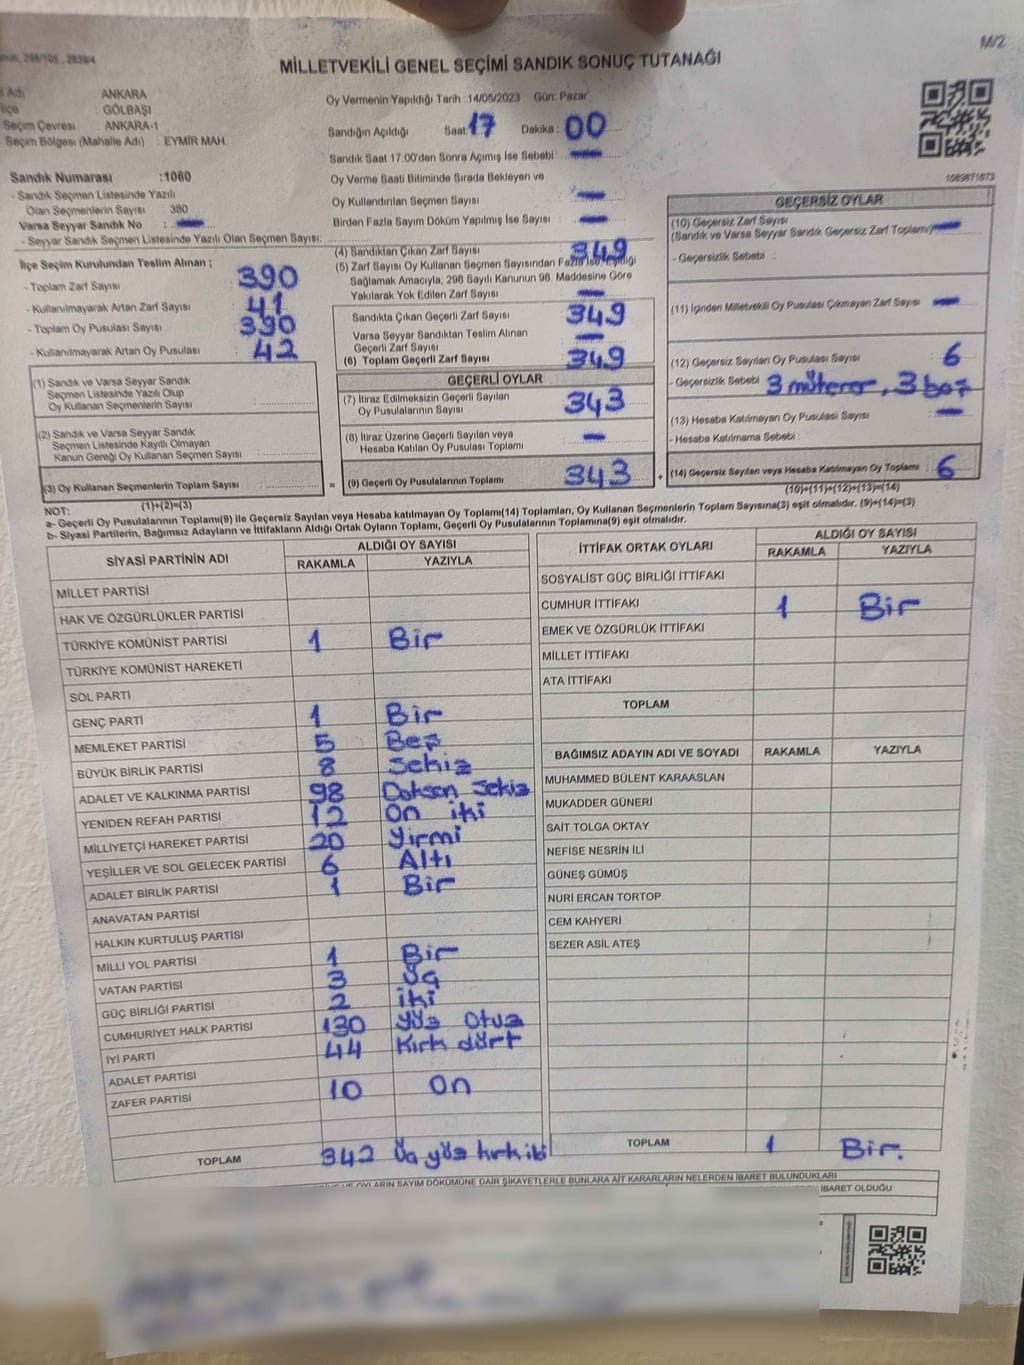 M/2
MİLLETVEKİLİ GENEL SEÇİMİ SANDIK SONUÇ TUTANAĞI
Adı ANKARA
GÖLBAŞI
Seçim Çevresi : ANKARA-1
Seçim Bölgesi (Mahalle Adı) : EYMİR MAH.
Oy Vermenin Yapıldığı Tarih :14/05/2023 Gün: Pazar
Sandığın Açıldığı Saat: 17 Dakika : 00
Sandık Saat 17:00'den Sonra Açmış İse Sebebi : -
Oy Verme Saati Bitiminde Sırada Bekleyen ve
Oy Kullandırılan Seçmen Sayısı : -
Birden Fazla Sayım Döküm Yapılmış İse Sayısı : -
Sandık Numarası :1060
- Sandık Seçmen Listesinde Yazılı
Olan Seçmenlerin Sayısı : 380
Varsa Seyyar Sandık No : -
- Seyyar Sandık Seçmen Listesinde Yazılı Olan Seçmen Sayısı:
İlçe Seçim Kurulundan Teslim Alınan ;
- Toplam Zarf Sayısı : 390
- Kullanılmayarak Artan Zarf Sayısı : 41
- Toplam Oy Pusulası Sayısı : 390
- Kullanılmayarak Artan Oy Pusulası : 42
(1) Sandık ve Varsa Seyyar Sandık
Seçmen Listesinde Yazılı Olup
Oy Kullanan Seçmenlerin Sayısı :
(2) Sandık ve Varsa Seyyar Sandık
Seçmen Listesinde Kayıtlı Olmayan
Kanun Gereği Oy Kullanan Seçmen Sayısı :
(3) Oy Kullanan Seçmenlerin Toplam Sayısı :
(1)+(2)=(3)
(4) Sandıktan Çıkan Zarf Sayısı 349
(5) Zarf Sayısı Oy Kullanan Seçmen Sayısından Fazla İse, Eşitliği
Sağlamak Amacıyla; 298 Sayılı Kanunun 98. Maddesine Göre
Yakılarak Yok Edilen Zarf Sayısı : -
Sandıkta Çıkan Geçerli Zarf Sayısı : 349
Varsa Seyyar Sandıktan Teslim Alınan
Geçerli Zarf Sayısı : -
(6) Toplam Geçerli Zarf Sayısı : 349
GEÇERLİ OYLAR
(7) İtiraz Edilmeksizin Geçerli Sayılan
Oy Pusulalarının Sayısı : 343
(8) İtiraz Üzerine Geçerli Sayılan veya
Hesaba Katılan Oy Pusulası Toplamı : -
= (9) Geçerli Oy Pusulalarının Toplamı : 343
GEÇERSİZ OYLAR
(10) Geçersiz Zarf Sayısı
(Sandık ve Varsa Seyyar Sandık Geçersiz Zarf Toplamı) -
- Geçersizlik Sebebi :
(11) İçinden Milletvekili Oy Pusulası Çıkmayan Zarf Sayısı : -
(12) Geçersiz Sayılan Oy Pusulası Sayısı : 6
- Geçersizlik Sebebi : 3 müherer, 3 boş
(13) Hesaba Katılmayan Oy Pusulası Sayısı : -
- Hesaba Katılmama Sebebi :
+ (14) Geçersiz Sayılan veya Hesaba Katılmayan Oy Toplamı : 6
(10)+(11)+(12)+(13)=(14)
NOT:
a- Geçerli Oy Pusulalarının Toplamı(9) ile Geçersiz Sayılan veya Hesaba katılmayan Oy Toplamı(14) Toplamları, Oy Kullanan Seçmenlerin Toplam Sayısına(3) eşit olmalıdır. (9)+(14)=(3)
b- Siyasi Partilerin, Bağımsız Adayların ve İttifakların Aldığı Ortak Oyların Toplamı, Geçerli Oy Pusulalarının Toplamına(9) eşit olmalıdır.
SİYASİ PARTİNİN ADI ALDIĞI OY SAYISI
RAKAMLA YAZIYLA
MİLLET PARTİSİ
HAK VE ÖZGÜRLÜKLER PARTİSİ
TÜRKİYE KOMÜNİST PARTİSİ 1 Bir
TÜRKİYE KOMÜNİST HAREKETİ
SOL PARTİ
GENÇ PARTİ 1 Bir
MEMLEKET PARTİSİ 5 Beş
BÜYÜK BİRLİK PARTİSİ 8 Sekiz
ADALET VE KALKINMA PARTİSİ 98 Doksan Sekiz
YENİDEN REFAH PARTİSİ 12 On iki
MİLLİYETÇİ HAREKET PARTİSİ 20 Yirmi
YEŞİLLER VE SOL GELECEK PARTİSİ 6 Altı
ADALET BİRLİK PARTİSİ 1 Bir
ANAVATAN PARTİSİ
HALKIN KURTULUŞ PARTİSİ
MİLLİ YOL PARTİSİ 1 Bir
VATAN PARTİSİ 3 Üç
GÜÇ BİRLİĞİ PARTİSİ 2 iki
CUMHURİYET HALK PARTİSİ 130 Yüz Otuz
İYİ PARTİ 44 Kırk dört
ADALET PARTİSİ
ZAFER PARTİSİ 10 On
TOPLAM 342 Üç yüz kırk iki
İTTİFAK ORTAK OYLARI ALDIĞI OY SAYISI
RAKAMLA YAZIYLA
SOSYALİST GÜÇ BİRLİĞİ İTTİFAKI
CUMHUR İTTİFAKI 1 Bir
EMEK VE ÖZGÜRLÜK İTTİFAKI
MİLLET İTTİFAKI
ATA İTTİFAKI
TOPLAM
BAĞIMSIZ ADAYIN ADI VE SOYADI RAKAMLA YAZIYLA
MUHAMMED BÜLENT KARAASLAN
MUKADDER GÜNERİ
SAİT TOLGA OKTAY
NEFİSE NESRİN İLİ
GÜNEŞ GÜMÜŞ
NURİ ERCAN TORTOP
CEM KAHYERİ
SEZER ASİL ATEŞ
TOPLAM 1 Bir.
VE OYLARIN SAYIM DÖKÜMÜNE DAİR ŞİKAYETLERLE BUNLARA AİT KARARLARIN NELERDEN İBARET BULUNDUKLARI
İBARET OLDUĞU